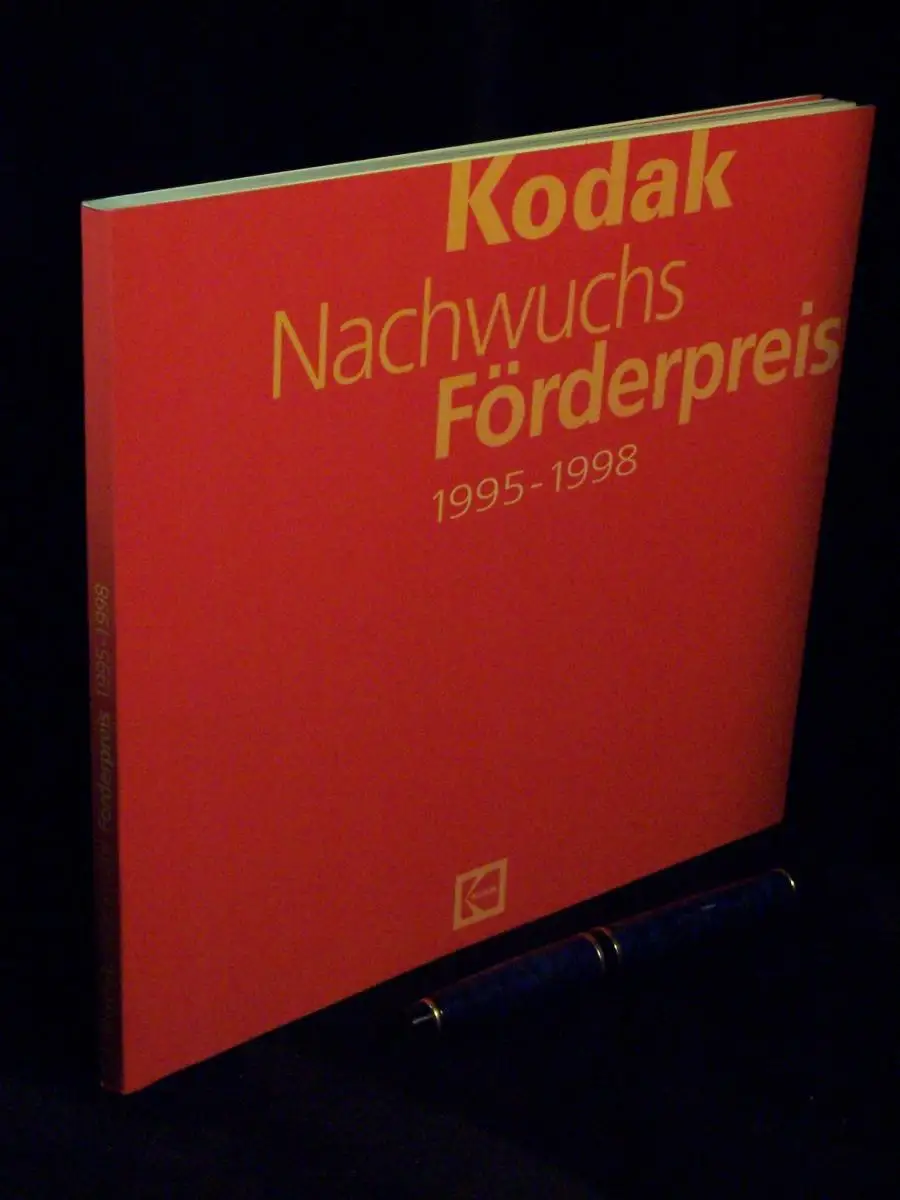 Kodak
Nachwuchs
Förderpreis
1995-1998
Förderpreis 1995-1998